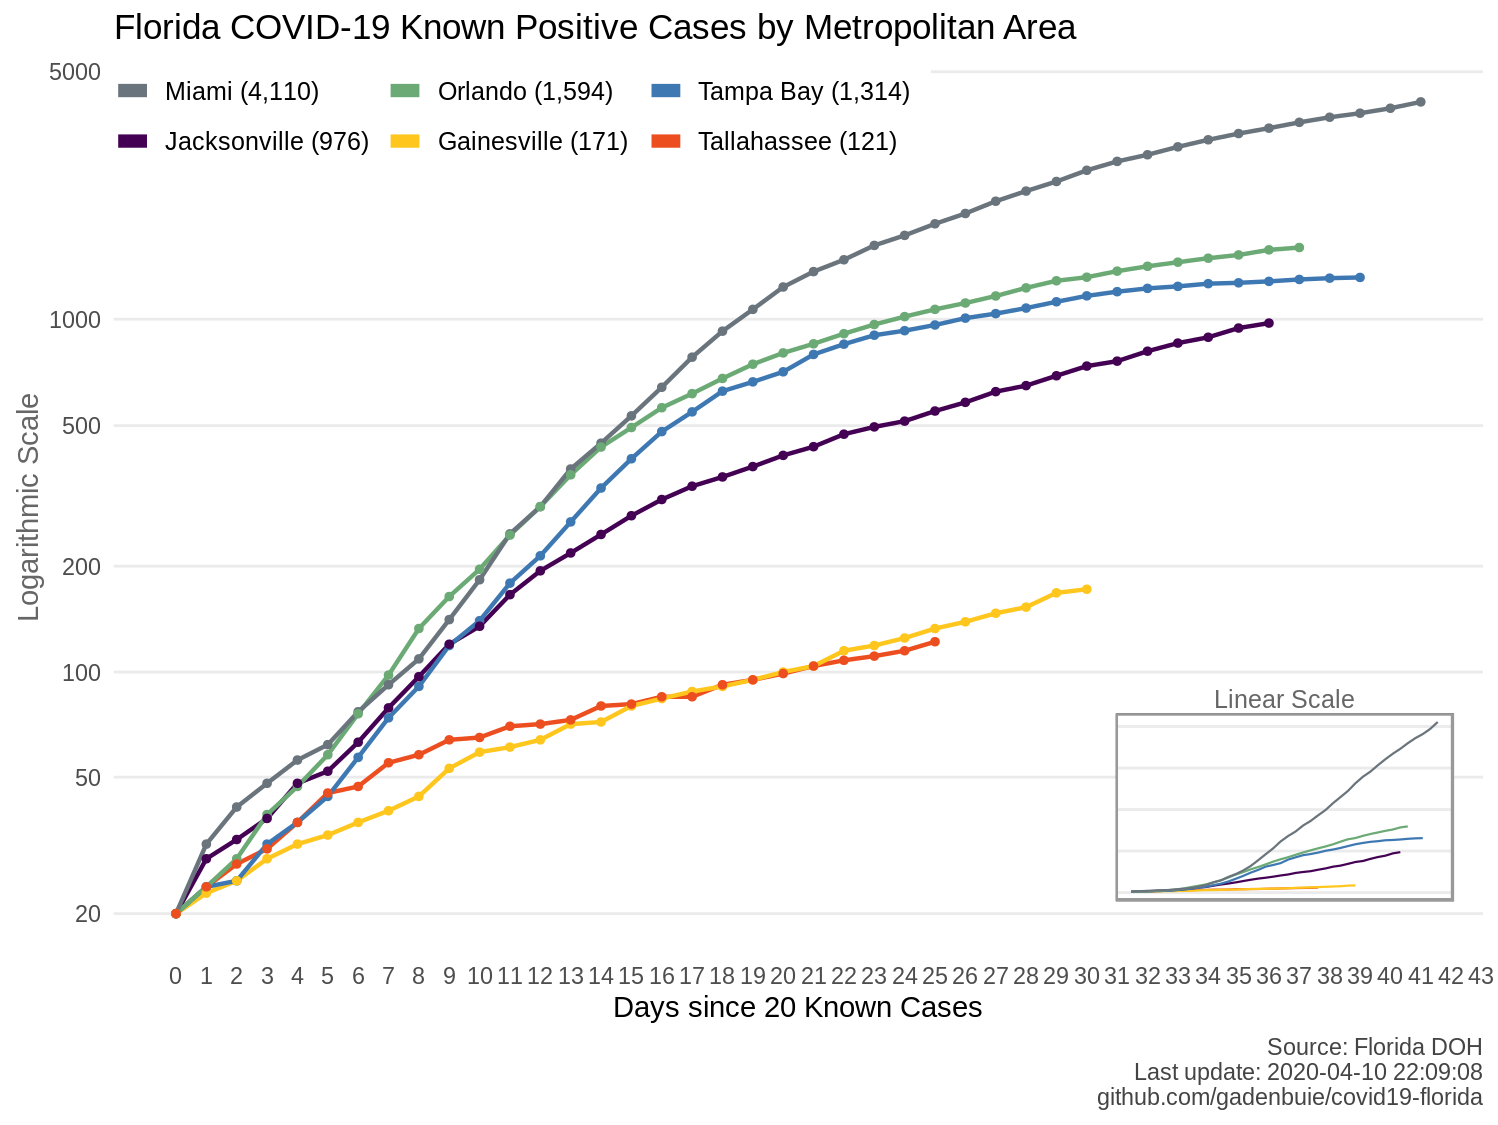 Florida COVID-19 Known Positive Cases by Metropolitan Area
Miami (4,110) Orlando (1,594) Tampa Bay (1,314)
Jacksonville (976) Gainesville (171) Tallahassee (121)
Logarithmic Scale
5000
1000
500
200
100
50
20
Linear Scale
0 1 2 3 4 5 6 7 8 9 10 11 12 13 14 15 16 17 18 19 20 21 22 23 24 25 26 27 28 29 30 31 32 33 34 35 36 37 38 39 40 41 42 43
Days since 20 Known Cases
Source: Florida DOH
Last update: 2020-04-10 22:09:08
github.com/gadenbuie/covid19-florida